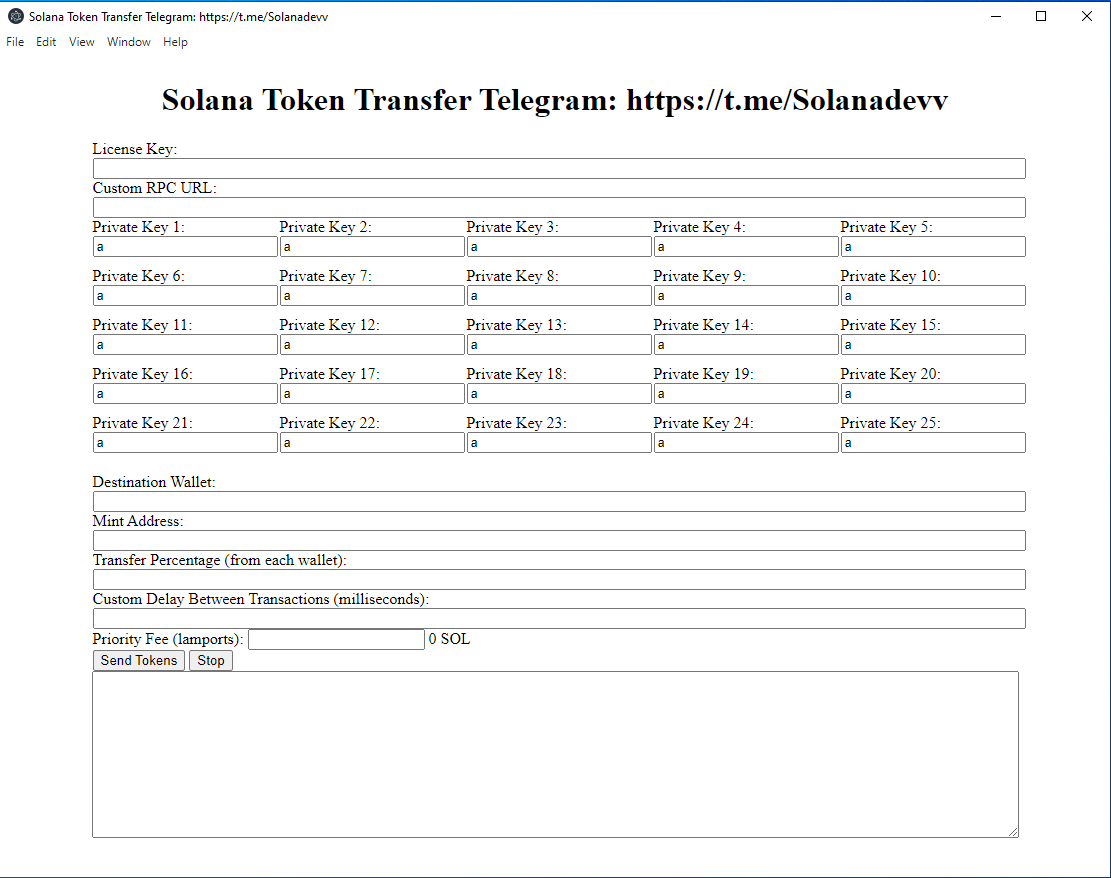 Solana Token Transfer Telegram: https://t.me/Solanadevv
File Edit View Window Help
Solana Token Transfer Telegram: https://t.me/Solanadevv
License Key:
Custom RPC URL:
Private Key 1: Private Key 2: Private Key 3: Private Key 4: Private Key 5:
a a a a a
Private Key 6: Private Key 7: Private Key 8: Private Key 9: Private Key 10:
a a a a a
Private Key 11: Private Key 12: Private Key 13: Private Key 14: Private Key 15:
a a a a a
Private Key 16: Private Key 17: Private Key 18: Private Key 19: Private Key 20:
a a a a a
Private Key 21: Private Key 22: Private Key 23: Private Key 24: Private Key 25:
a a a a a
Destination Wallet:
Mint Address:
Transfer Percentage (from each wallet):
Custom Delay Between Transactions (milliseconds):
Priority Fee (lamports): 0 SOL
Send Tokens Stop